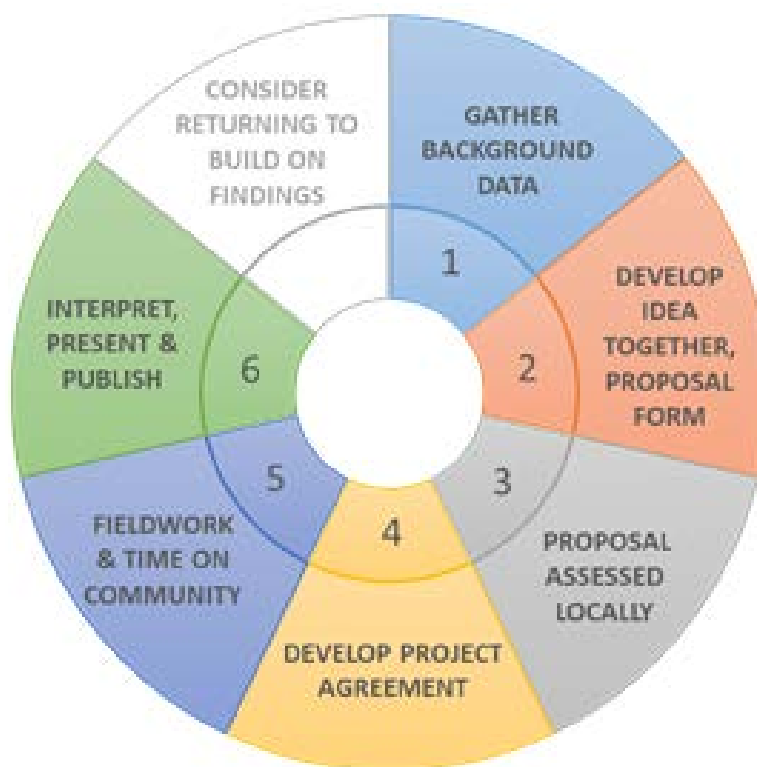 GATHER
BACKGROUND
DATA
1
DEVELOP
IDEA
TOGETHER,
PROPOSAL
FORM
2
PROPOSAL
ASSESSED
LOCALLY
3
DEVELOP PROJECT
AGREEMENT
4
FIELDWORK
& TIME ON
COMMUNITY
5
INTERPRET,
PRESENT &
PUBLISH
6
CONSIDER
RETURNING TO
BUILD ON
FINDINGS